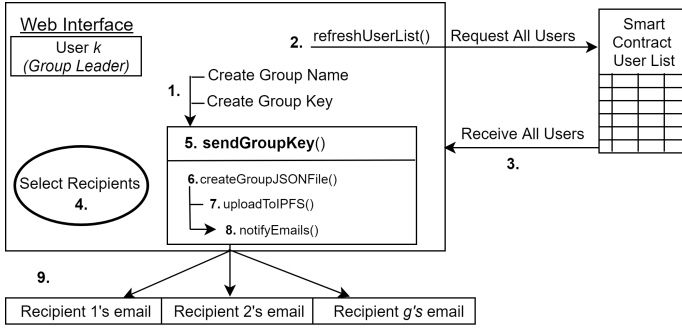 Web Interface
User k
(Group Leader)
2. refreshUserList()
Request All Users
Smart
Contract
User List
1.
Create Group Name
Create Group Key
Receive All Users
3.
5. sendGroupKey()
6.createGroupJSONFile()
7. uploadToIPFS()
8. notifyEmails()
Select Recipients
4.
9.
Recipient 1's email
Recipient 2's email
Recipient g's email